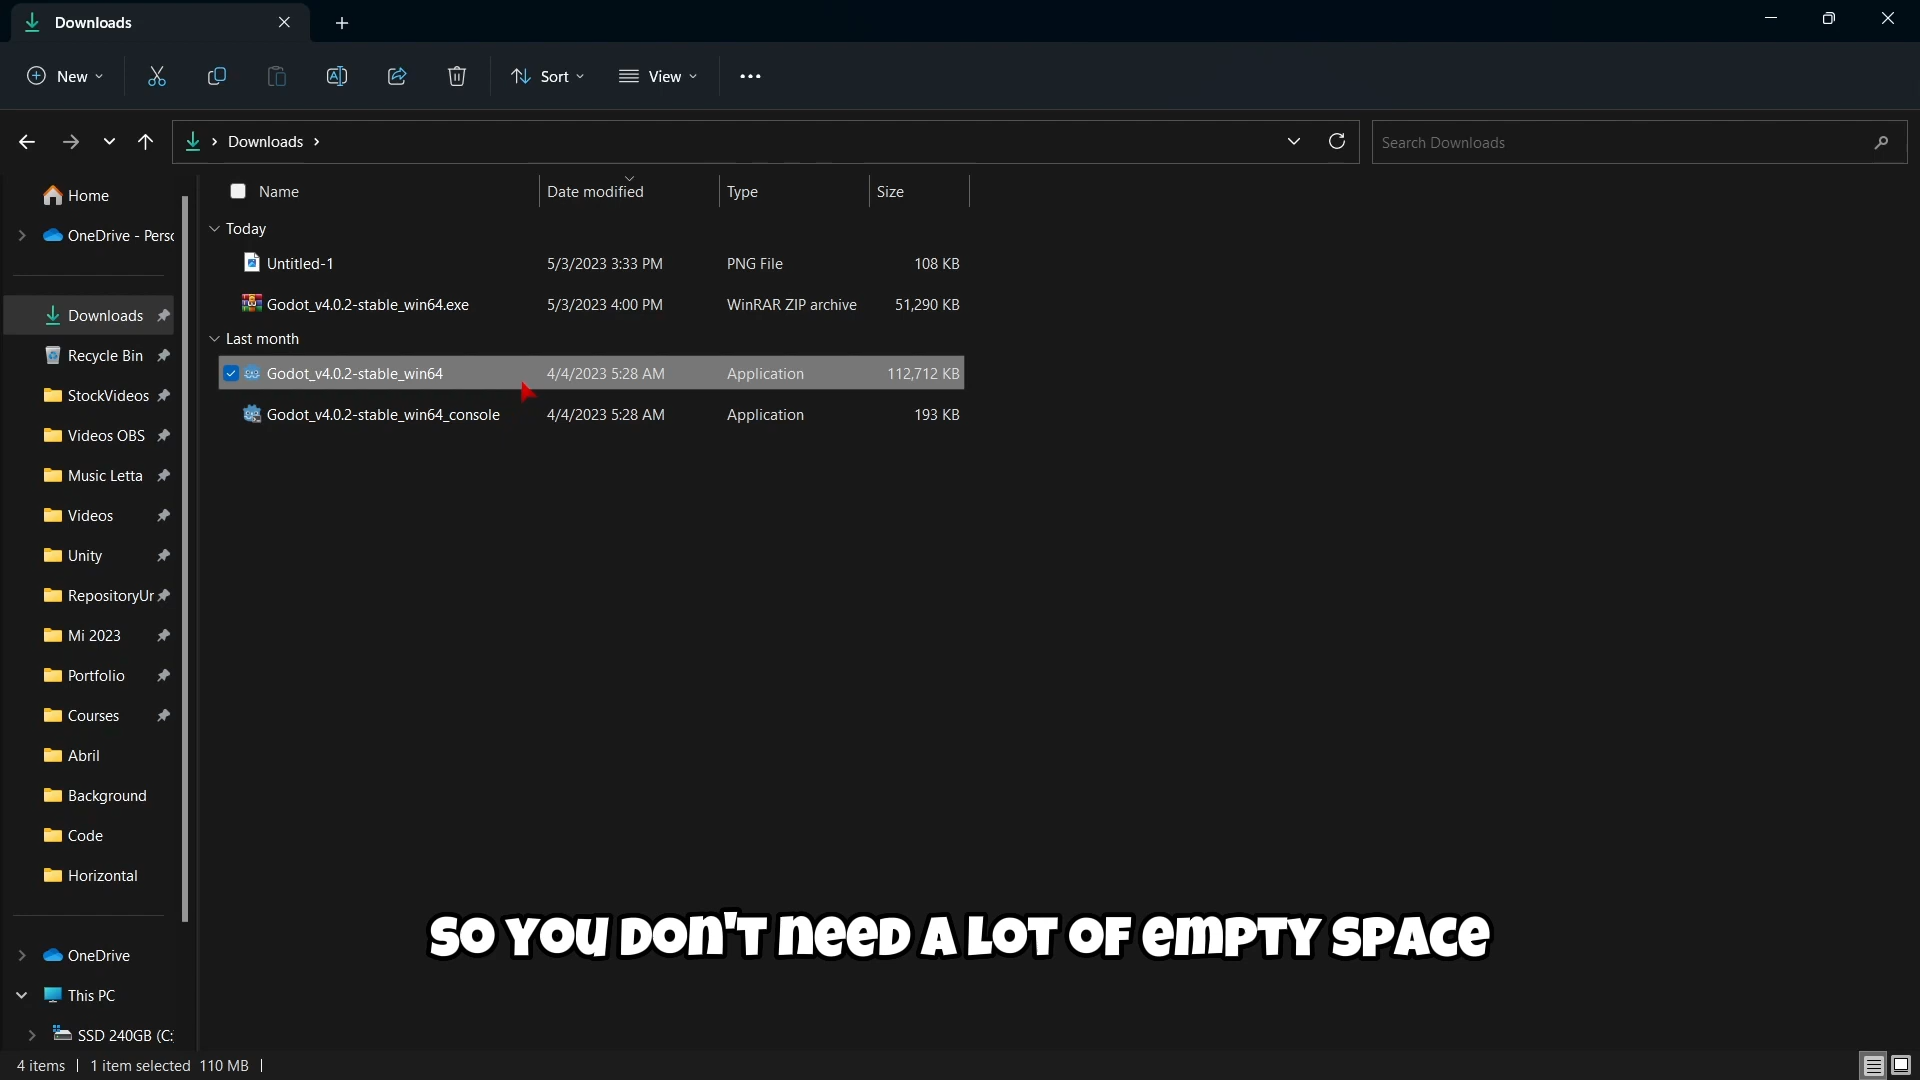 Downloads
New
Sort
View
Downloads
Search Downloads
Name Date modified Type Size
Today
Untitled-1 5/3/2023 3:33 PM PNG File 108 KB
Godot_v4.0.2-stable_win64.exe 5/3/2023 4:00 PM WinRAR ZIP archive 51,290 KB
Last month
Godot_v4.0.2-stable_win64 4/4/2023 5:28 AM Application 112,712 KB
Godot_v4.0.2-stable_win64_console 4/4/2023 5:28 AM Application 193 KB
Home
OneDrive - Perso
Downloads
Recycle Bin
StockVideos
Videos OBS
Music Letta
Videos
Unity
RepositoryUr
Mi 2023
Portfolio
Courses
Abril
Background
Code
Horizontal
OneDrive
This PC
SSD 240GB (C:
SO YOU DON'T NEED A LOT OF EMPTY SPACE
4 items 1 item selected 110 MB